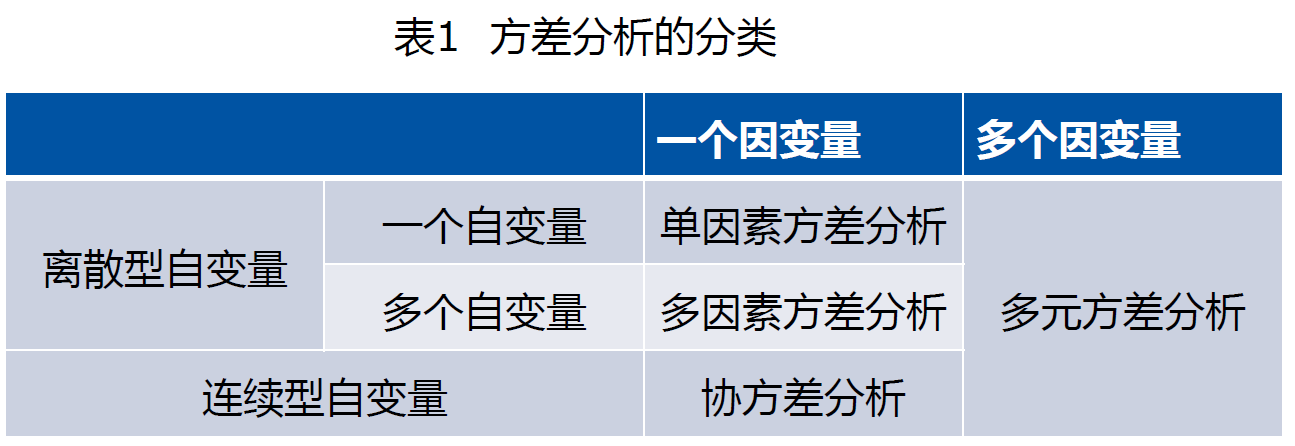 表1 方差分析的分类
一个因变量 多个因变量
离散型自变量 一个自变量 单因素方差分析 多元方差分析
多个自变量 多因素方差分析
连续型自变量 协方差分析